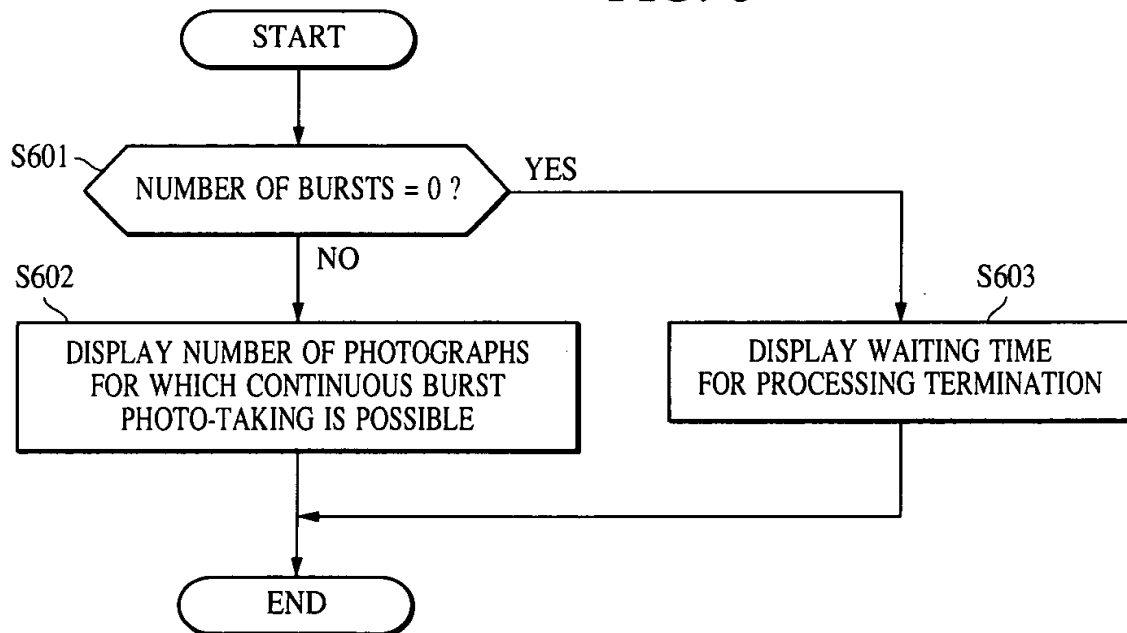 START
S601
NUMBER OF BURSTS = 0 ?
YES
NO
S602
S603
DISPLAY NUMBER OF PHOTOGRAPHS
FOR WHICH CONTINUOUS BURST
PHOTO-TAKING IS POSSIBLE
DISPLAY WAITING TIME
FOR PROCESSING TERMINATION
END